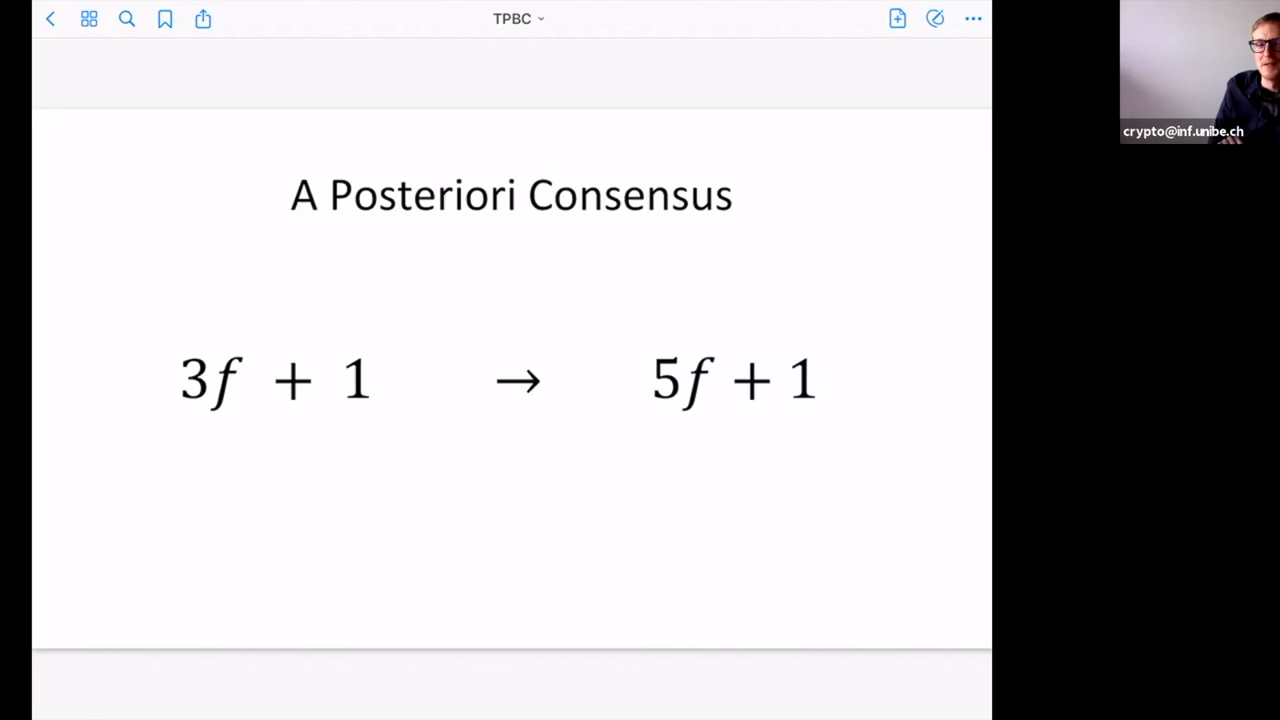 TPBC
crypto@inf.unibe.ch
A Posteriori Consensus
3f + 1 → 5f + 1